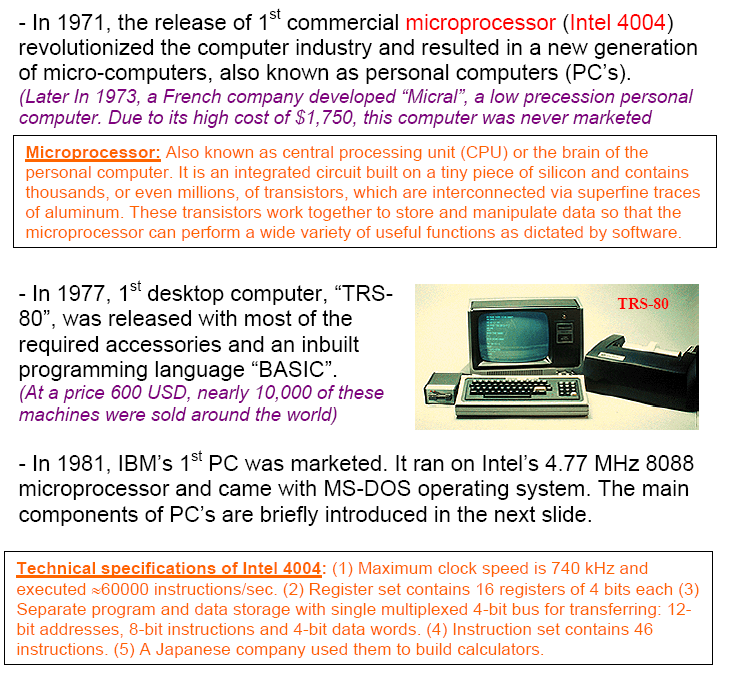 - In 1971, the release of 1st commercial microprocessor (Intel 4004)
revolutionized the computer industry and resulted in a new generation
of micro-computers, also known as personal computers (PC's).
(Later In 1973, a French company developed “Micral”, a low precession personal
computer. Due to its high cost of $1,750, this computer was never marketed
Microprocessor: Also known as central processing unit (CPU) or the brain of the
personal computer. It is an integrated circuit built on a tiny piece of silicon and contains
thousands, or even millions, of transistors, which are interconnected via superfine traces
of aluminum. These transistors work together to store and manipulate data so that the
microprocessor can perform a wide variety of useful functions as dictated by software.
- In 1977, 1st desktop computer, “TRS-
80”, was released with most of the
required accessories and an inbuilt
programming language “BASIC”.
(At a price 600 USD, nearly 10,000 of these
machines were sold around the world)
TRS-80
- In 1981, IBM's 1st PC was marketed. It ran on Intel's 4.77 MHz 8088
microprocessor and came with MS-DOS operating system. The main
components of PC's are briefly introduced in the next slide.
Technical specifications of Intel 4004: (1) Maximum clock speed is 740 kHz and
executed ≈60000 instructions/sec. (2) Register set contains 16 registers of 4 bits each (3)
Separate program and data storage with single multiplexed 4-bit bus for transferring: 12-
bit addresses, 8-bit instructions and 4-bit data words. (4) Instruction set contains 46
instructions. (5) A Japanese company used them to build calculators.